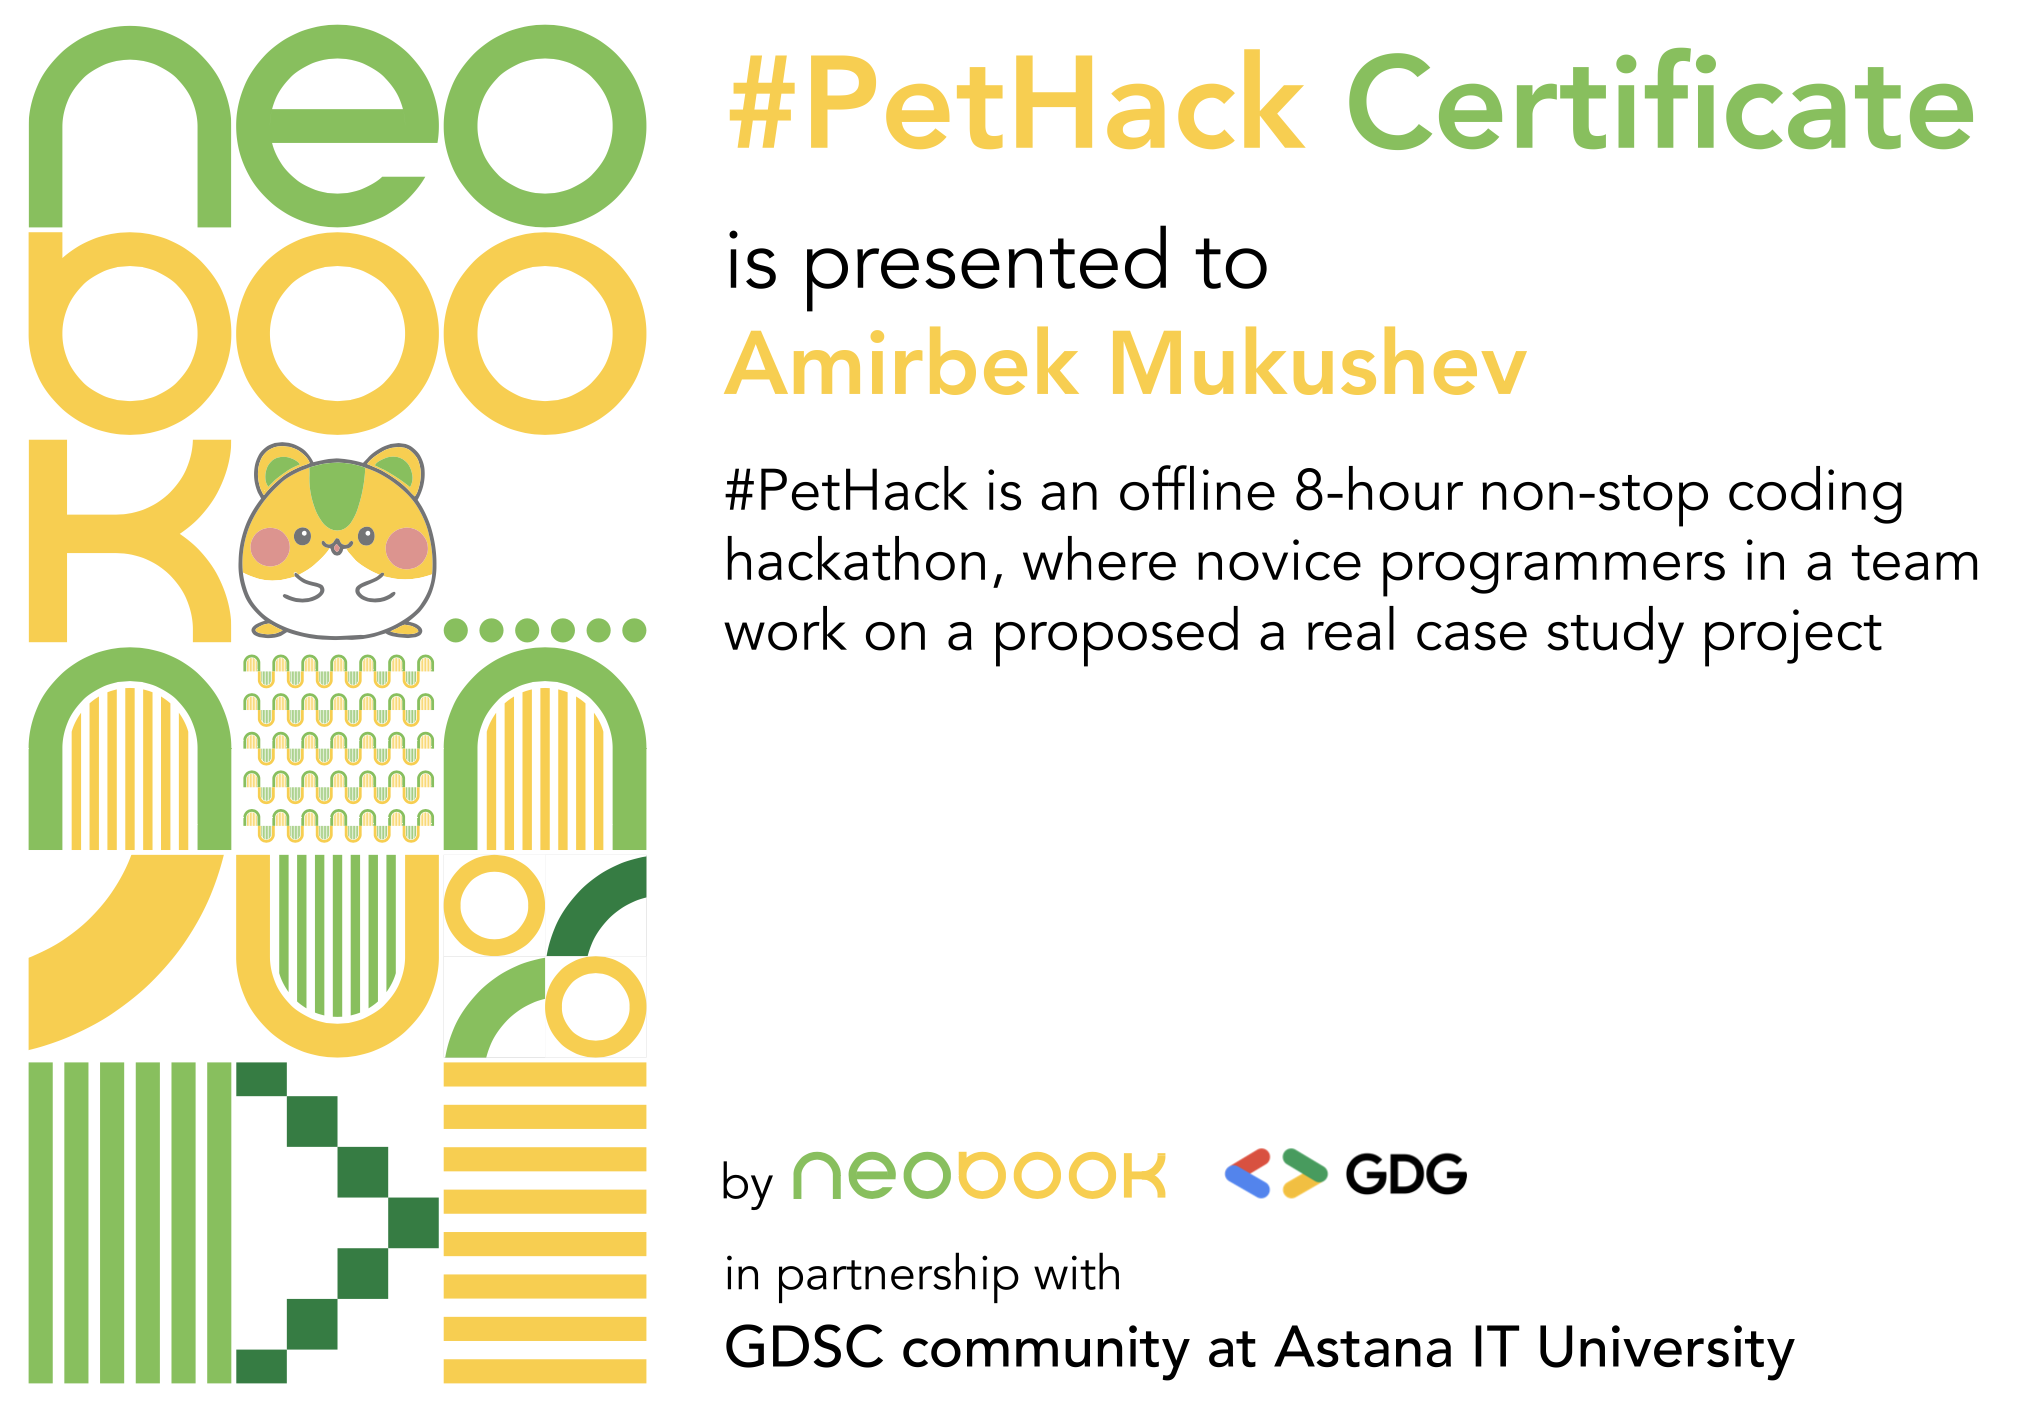 neo
boo
k
#PetHack Certificate
is presented to
Amirbek Mukushev
#PetHack is an offline 8-hour non-stop coding
hackathon, where novice programmers in a team
work on a proposed a real case study project
by neobook GDG
in partnership with
GDSC community at Astana IT University